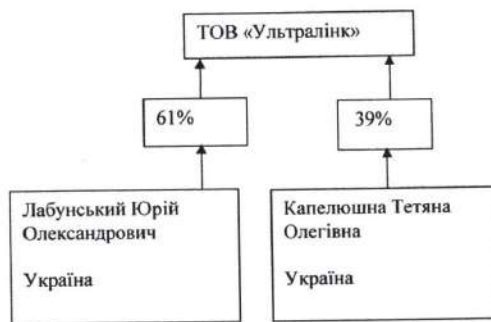 ТОВ «Ультралінк»
61%
39%
Лабунський Юрій
Олександрович
Україна
Капелюшна Тетяна
Олегівна
Україна